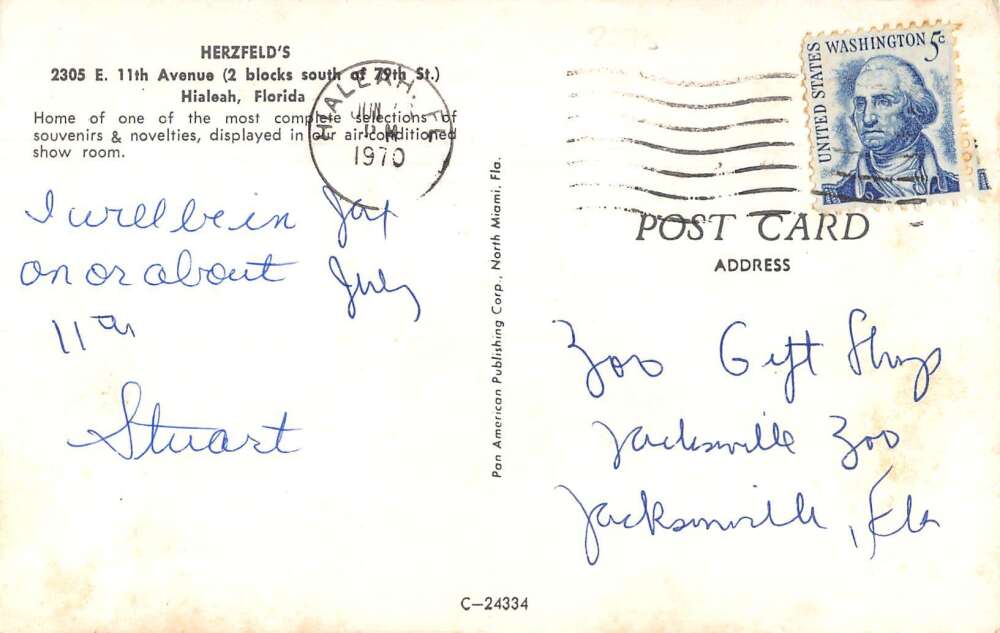 HERZFELD'S
2305 E. 11th Avenue (2 blocks south of 79th St.)
Hialeah, Florida
Home of one of the most complete selections of
souvenirs & novelties, displayed in our air-conditioned
show room.
HIALEAH, FL
JUN
PM
1970
I will be in Jax
on or about July
11th
Stuart
Pan American Publishing Corp., North Miami, Fla.
C-24334
UNITED STATES
WASHINGTON 5c
POST CARD
ADDRESS
Zoo Gift Shop
Jacksville Zoo
Jacksonville, Fla